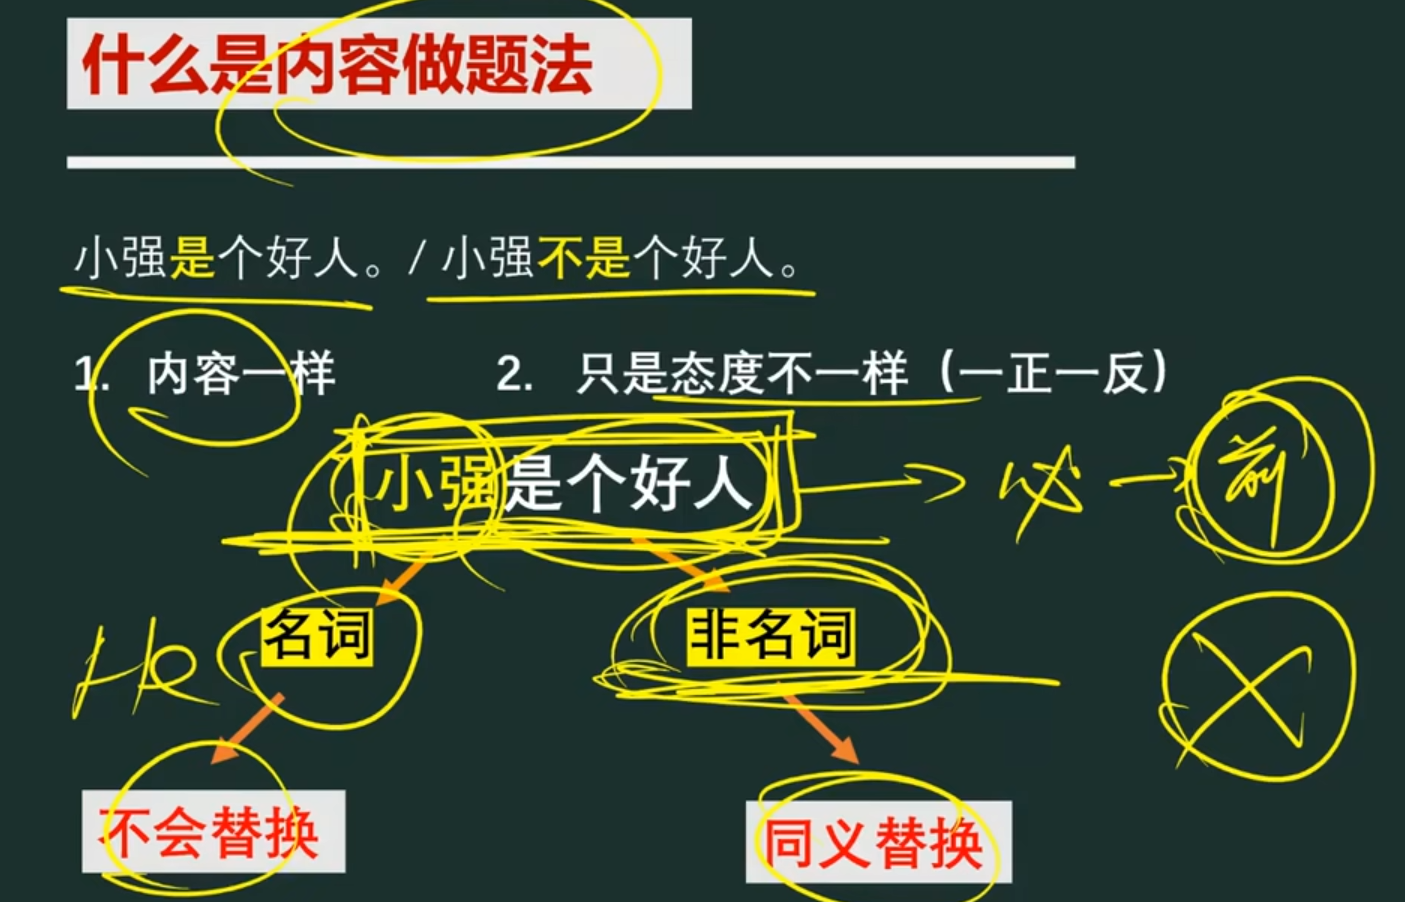 什么是内容做题法
小强是个好人。/ 小强不是个好人。
1. 内容一样 2. 只是态度不一样（一正一反）
小强是个好人
前
He
名词 非名词
不会替换 同义替换